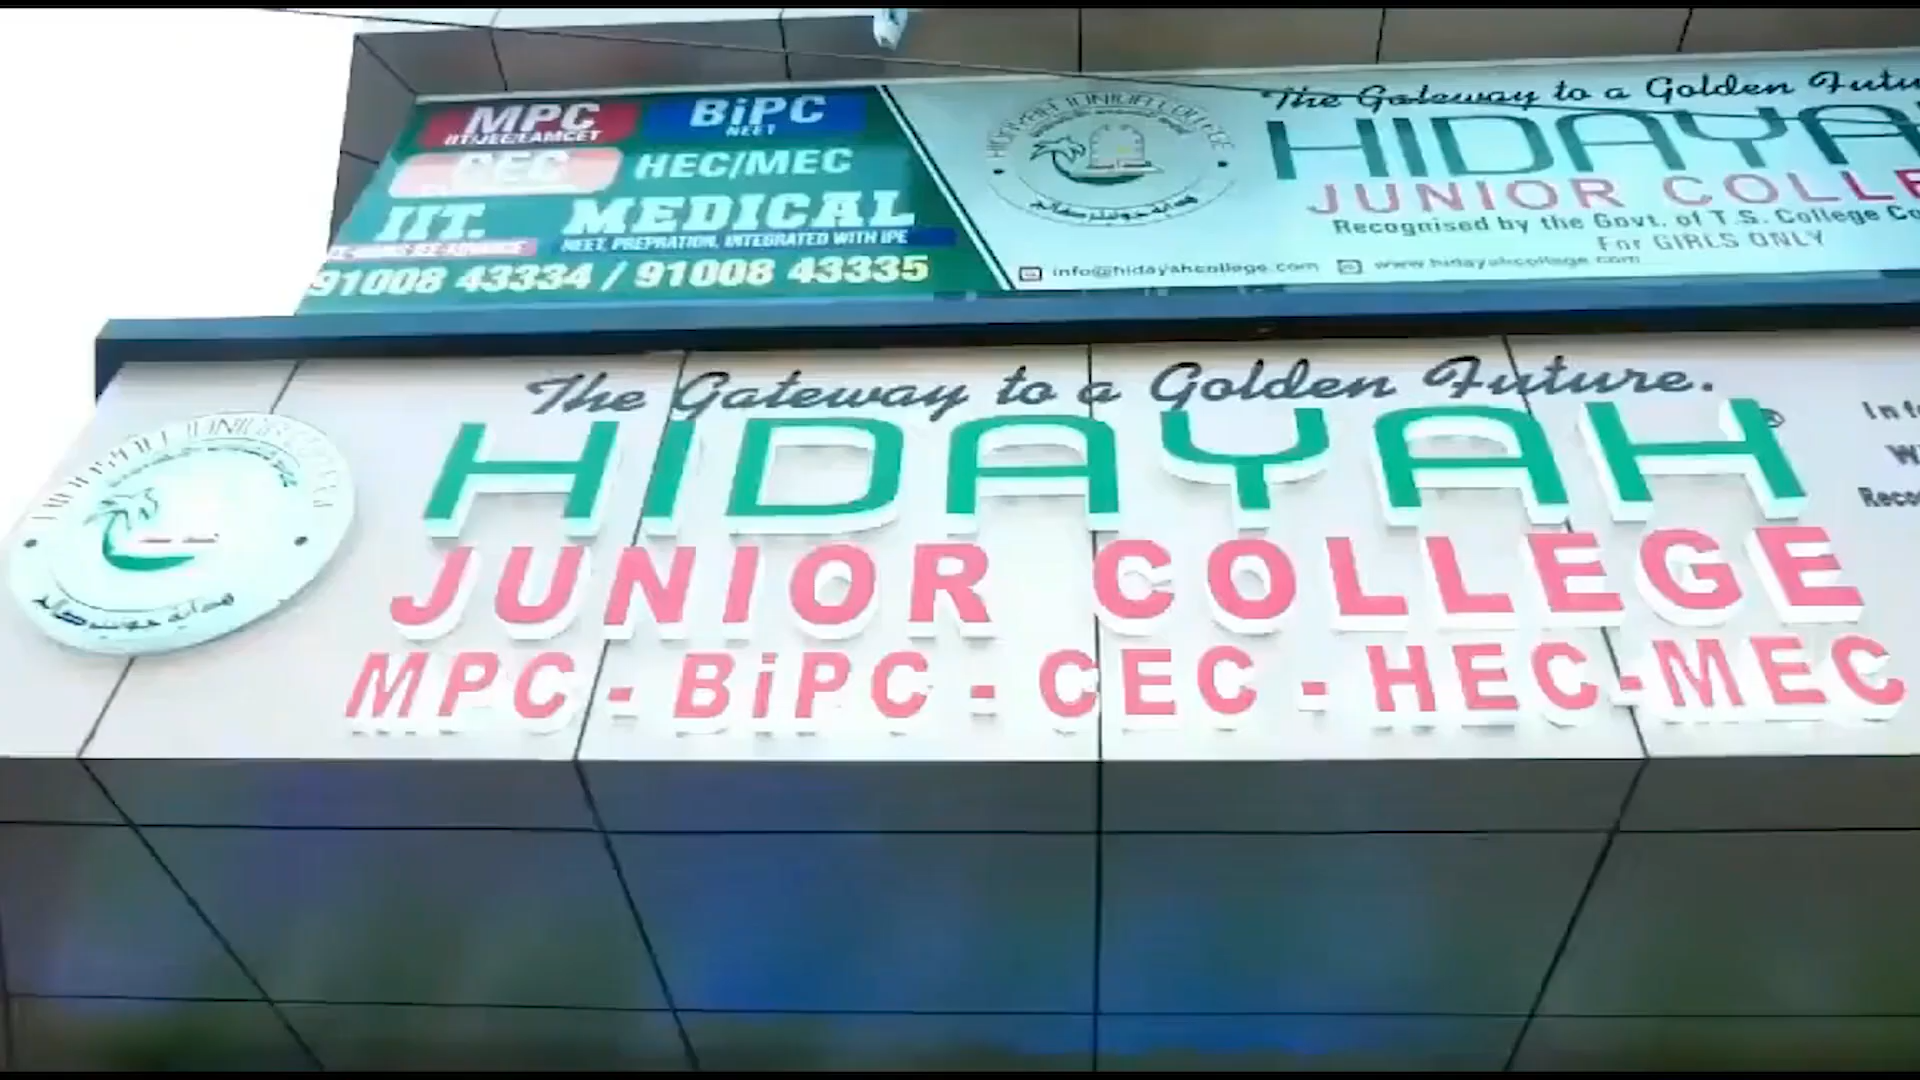 MPC
IIT/JEE/EAMCET
BiPC
NEET
CEC
HEC/MEC
IIT.
MEDICAL
NEET, PREPRATION, INTEGRATED WITH IPE
91008 43334 / 91008 43335
The Gateway to a Golden Futu
HIDAYA
JUNIOR COLLE
Recognised by the Govt. of T.S. College Co
For GIRLS ONLY
info@hidayahcollege.com
www.hidayahcollege.com
The Gateway to a Golden Future.
HIDAYAH®
JUNIOR COLLEGE
MPC - BiPC - CEC - HEC-MEC